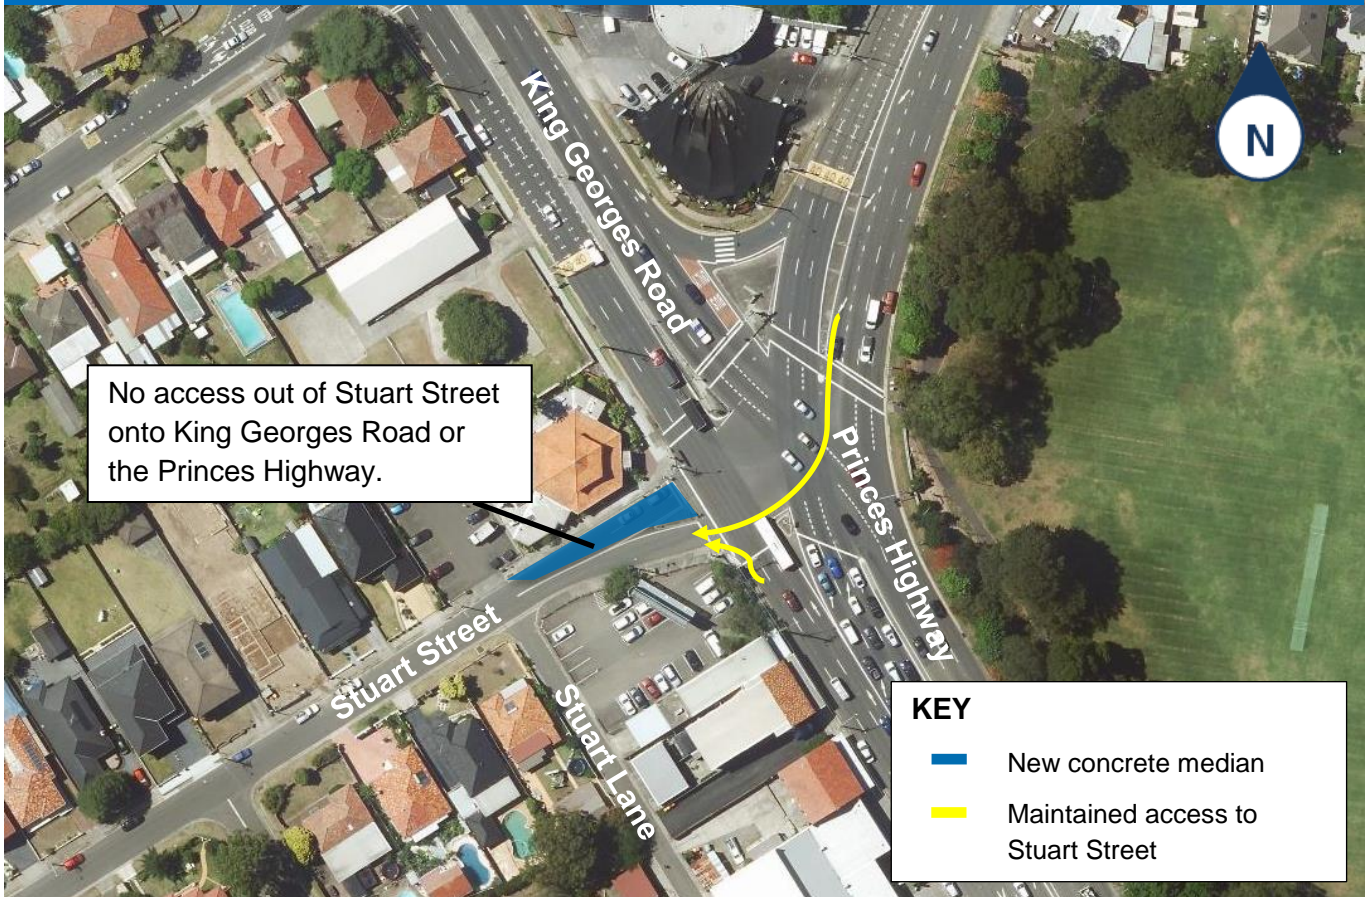 King Georges Road
N
No access out of Stuart Street
onto King Georges Road or
the Princes Highway.
Princes Highway
Stuart Street
Stuart Lane
KEY
New concrete median
Maintained access to
Stuart Street